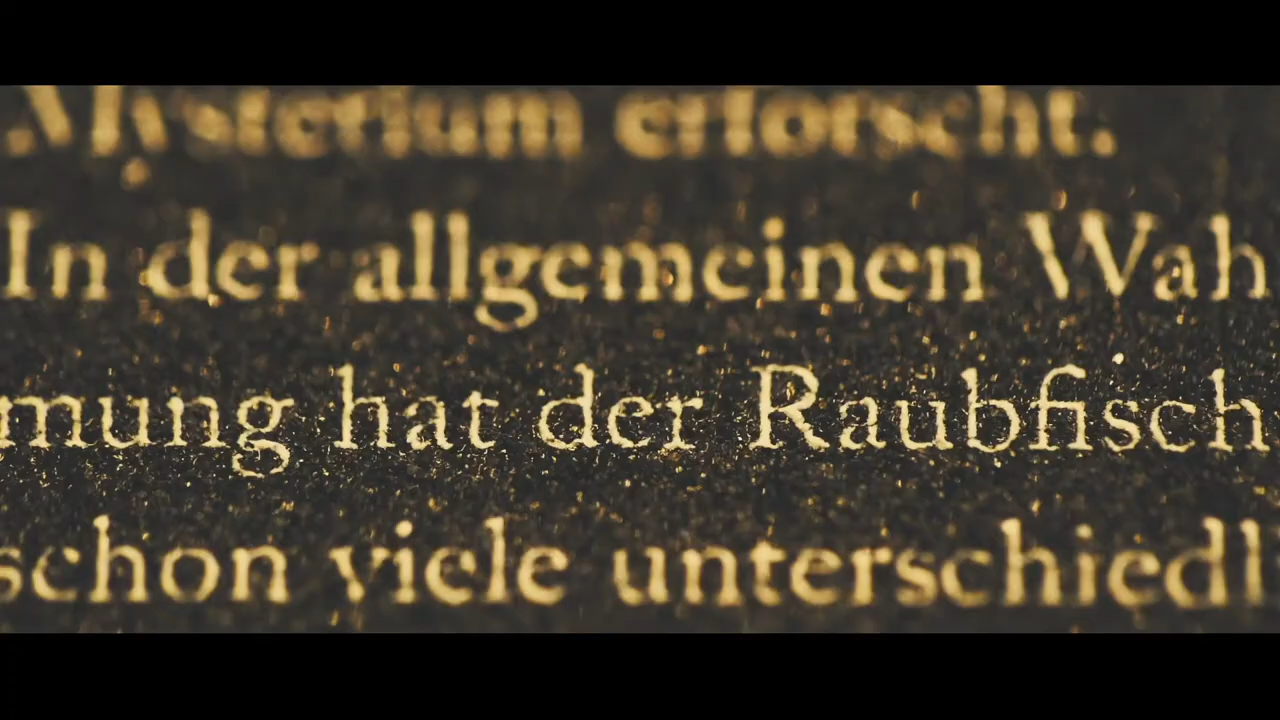 Mysterium erforscht.
In der allgemeinen Wah
mung hat der Raubfisch
schon viele unterschiedl